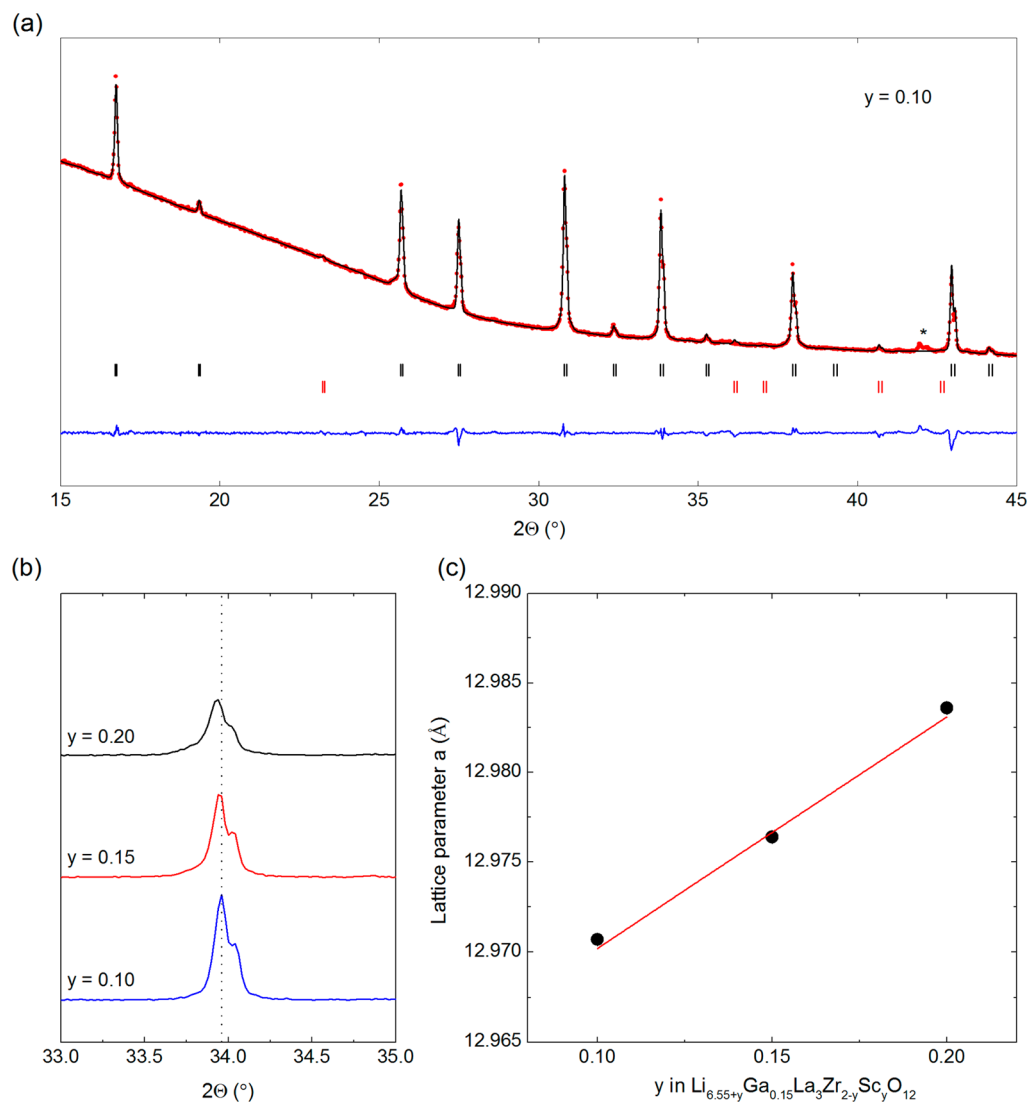 (a)
y = 0.10
*
15 20 25 30 35 40 45
2Θ (°)
(b)
y = 0.20
y = 0.15
y = 0.10
33.0 33.5 34.0 34.5 35.0
2Θ (°)
(c)
12.990
12.985
12.980
12.975
12.970
12.965
Lattice parameter a (Å)
0.10 0.15 0.20
y in Li₆.₅₅₊yGa₀.₁₅La₃Zr₂₋yScyO₁₂